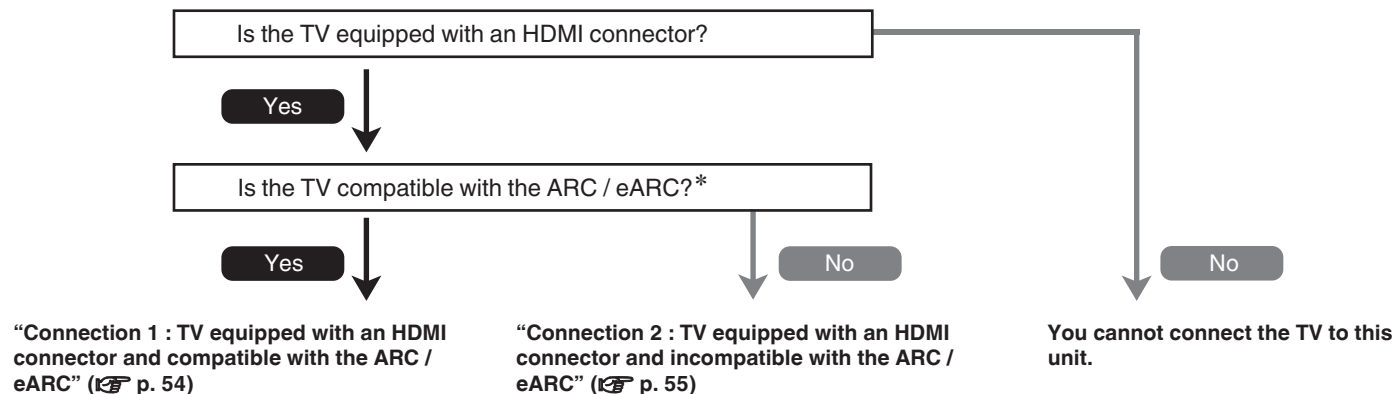 Is the TV equipped with an HDMI connector?
Yes
Is the TV compatible with the ARC / eARC?*
Yes
No
No
“Connection 1 : TV equipped with an HDMI
connector and compatible with the ARC /
eARC” (☞ p. 54)
“Connection 2 : TV equipped with an HDMI
connector and incompatible with the ARC /
eARC” (☞ p. 55)
You cannot connect the TV to this
unit.